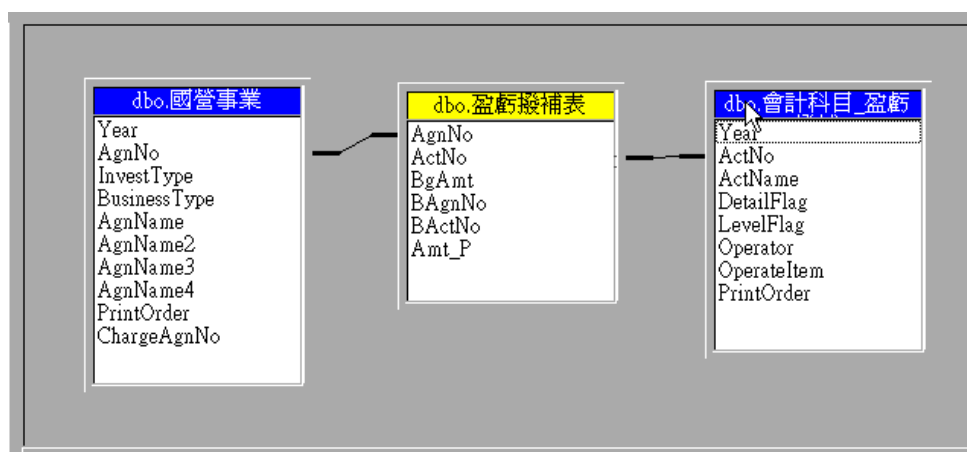 dbo.國營事業
Year
AgnNo
InvestType
BusinessType
AgnName
AgnName2
AgnName3
AgnName4
PrintOrder
ChargeAgnNo
dbo.盈虧撥補表
AgnNo
ActNo
BgAmt
BAgnNo
BActNo
Amt_P
dbo.會計科目_盈虧
Year
ActNo
ActName
DetailFlag
LevelFlag
Operator
OperateItem
PrintOrder